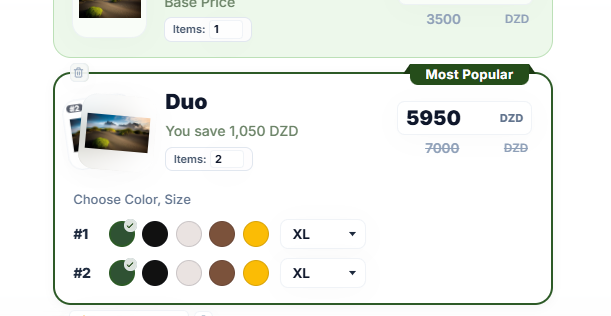 Base Price
Items: 1
3500 DZD
Most Popular
#2
Duo
You save 1,050 DZD
Items: 2
5950 DZD
7000 DZD
Choose Color, Size
#1 XL
#2 XL